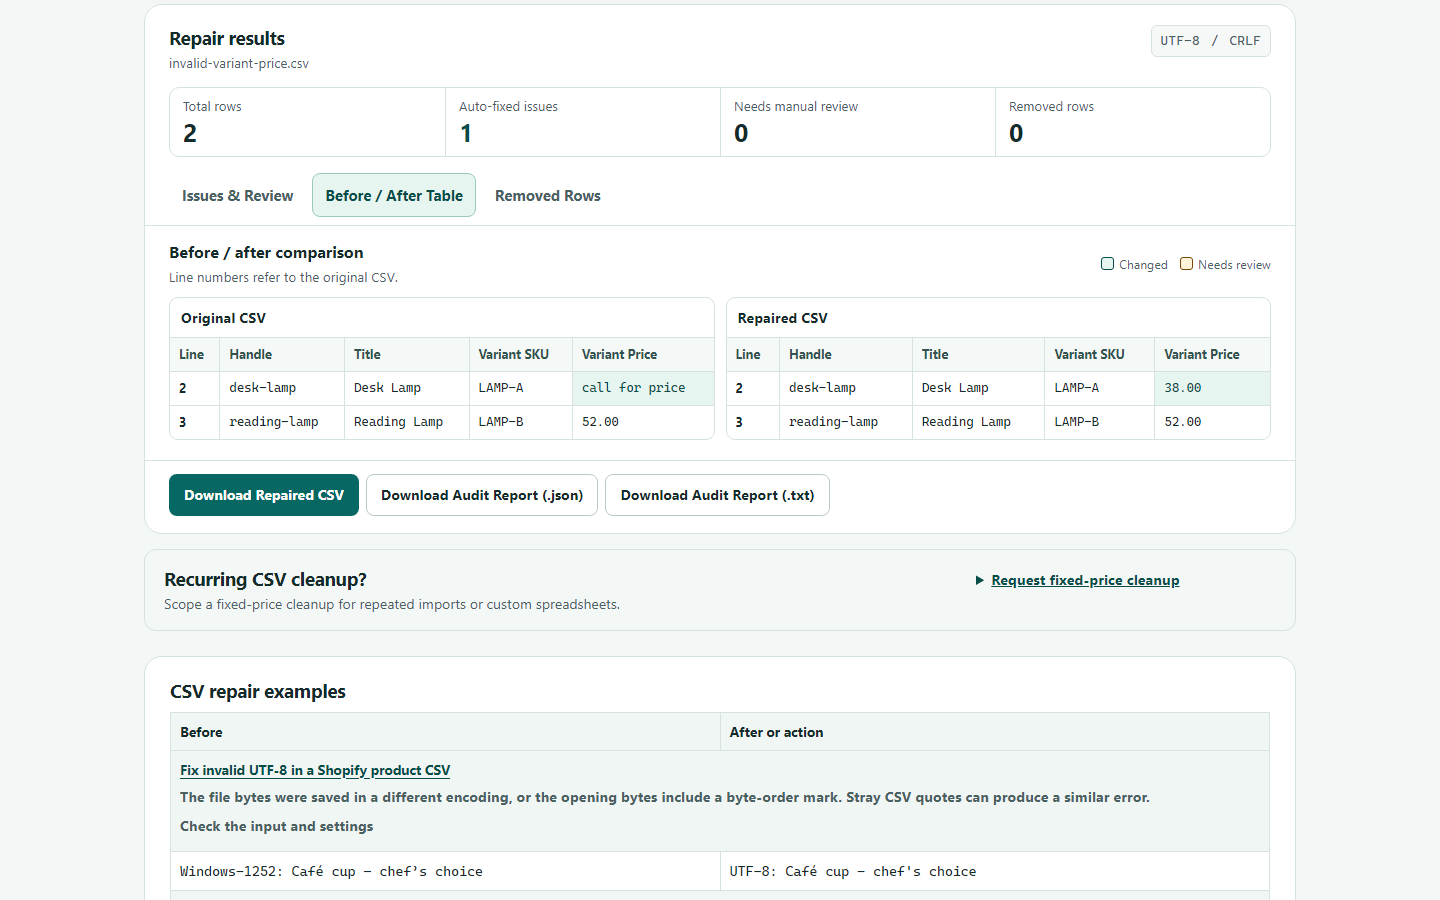 Repair results
UTF-8 / CRLF
invalid-variant-price.csv
Total rows
2
Auto-fixed issues
1
Needs manual review
0
Removed rows
0
Issues & Review
Before / After Table
Removed Rows
Before / after comparison
Line numbers refer to the original CSV.
Changed
Needs review
Original CSV
Line Handle Title Variant SKU Variant Price
2 desk-lamp Desk Lamp LAMP-A call for price
3 reading-lamp Reading Lamp LAMP-B 52.00
Repaired CSV
Line Handle Title Variant SKU Variant Price
2 desk-lamp Desk Lamp LAMP-A 38.00
3 reading-lamp Reading Lamp LAMP-B 52.00
Download Repaired CSV
Download Audit Report (.json)
Download Audit Report (.txt)
Recurring CSV cleanup?
Scope a fixed-price cleanup for repeated imports or custom spreadsheets.
Request fixed-price cleanup
CSV repair examples
Before
After or action
Fix invalid UTF-8 in a Shopify product CSV
The file bytes were saved in a different encoding, or the opening bytes include a byte-order mark. Stray CSV quotes can produce a similar error.
Check the input and settings
Windows-1252: Café cup – chef’s choice
UTF-8: Café cup – chef's choice